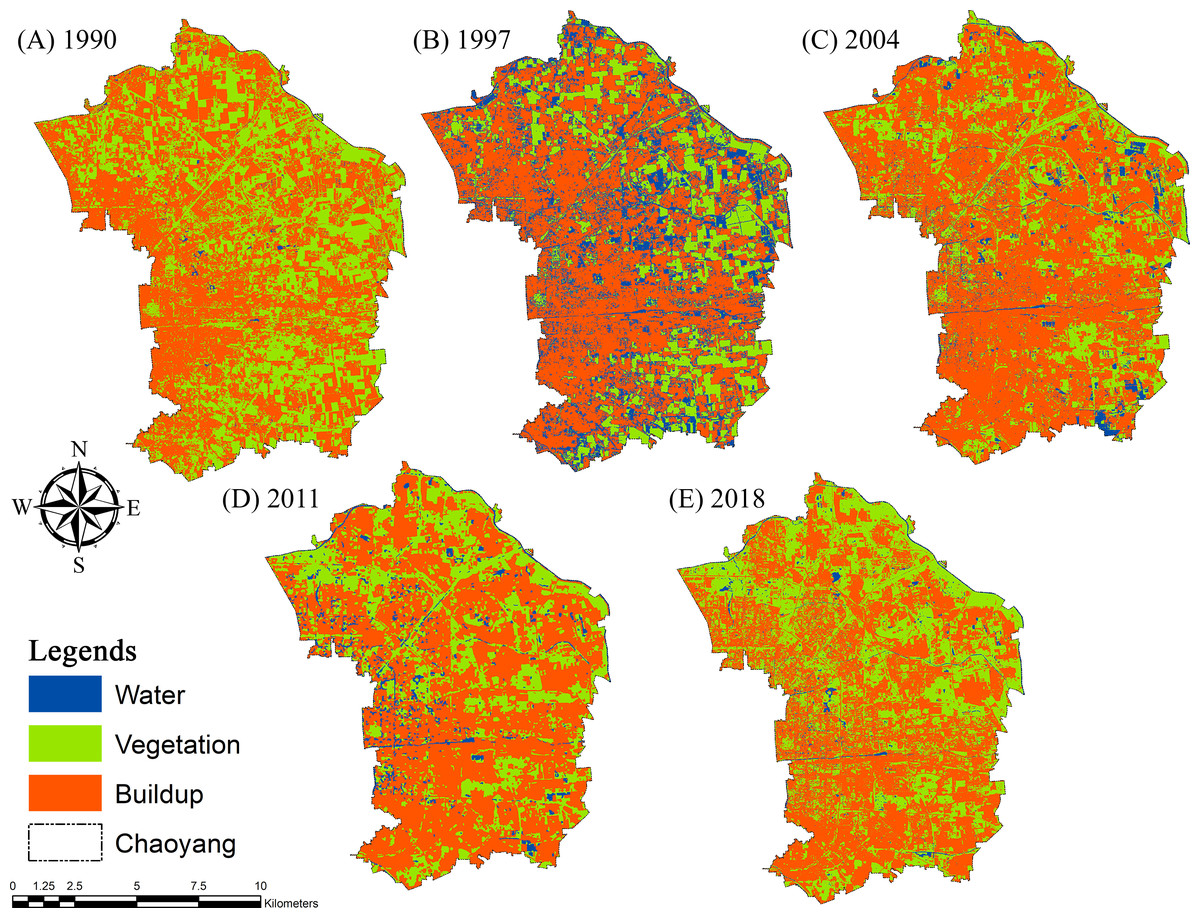 (A) 1990
(B) 1997
(C) 2004
(D) 2011
(E) 2018
N
W E
S
Legends
Water
Vegetation
Buildup
Chaoyang
0 1.25 2.5 5 7.5 10
Kilometers